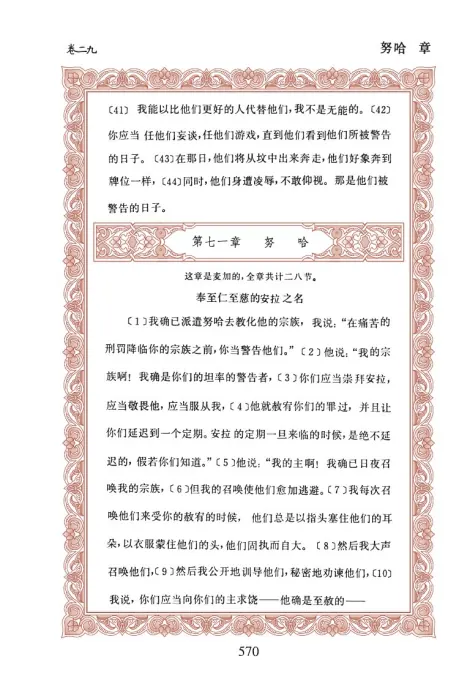 卷二九
努哈 章
〔41〕我能以比他们更好的人代替他们，我不是无能的。〔42〕
你应当 任他们妄谈，任他们游戏，直到他们看到他们所被警告
的日子。〔43〕在那日，他们将从坟中出来奔走，他们好象奔到
牌位一样，〔44〕同时，他们身遭凌辱，不敢仰视。那是他们被
警告的日子。
第七一章 努 哈
这章是麦加的，全章共计二八节。
奉至仁至慈的安拉之名
〔1〕我确已派遣努哈去教化他的宗族，我说：“在痛苦的
刑罚降临你的宗族之前，你当警告他们。”〔2〕他说：“我的宗
族啊！我确是你们的坦率的警告者，〔3〕你们应当崇拜安拉，
应当敬畏他，应当服从我，〔4〕他就赦宥你们的罪过，并且让
你们延迟到一个定期。安拉的定期一旦来临的时候，是绝不延
迟的，假若你们知道。”〔5〕他说：“我的主啊！我确已日夜召
唤我的宗族，〔6〕但我的召唤使他们愈加逃避。〔7〕我每次召
唤他们来受你的赦宥的时候， 他们总是以指头塞住他们的耳
朵，以衣服蒙住他们的头，他们固执而自大。〔8〕然后我大声
召唤他们，〔9〕然后我公开地训导他们，秘密地劝谏他们，〔10〕
我说，你们应当向你们的主求饶——他确是至赦的——
570